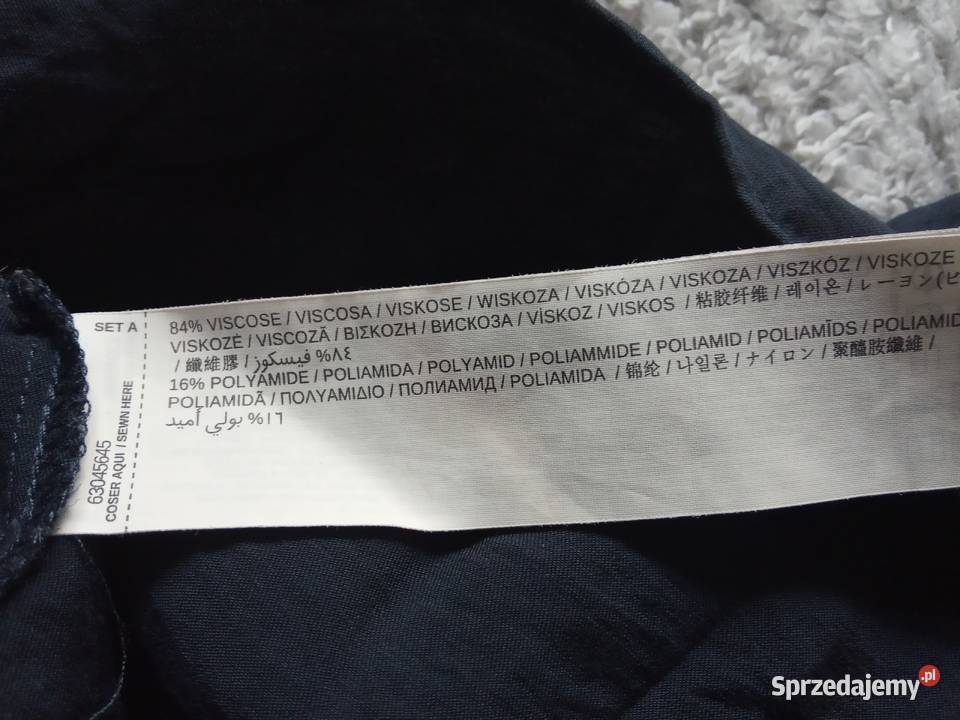 SET A
84% VISCOSE / VISCOSA / VISKOSE / WISKOZA / VISKÓZA / VISKOZA / VISZKÓZ / VISKOZE
VISKOZĖ / VISCOZĂ / ΒΙΣΚΟΖΗ / ВИСКОЗА / VİSKOZ / VISKOS / 粘胶纤维 / 레이온 / レーヨン(ビ
/ 纖維膠 / ٨٤% فيسكوز
16% POLYAMIDE / POLIAMIDA / POLYAMID / POLIAMMIDE / POLIAMID / POLIAMĪDS / POLIAMID
POLIAMIDĂ / ΠΟΛΥΑΜΙΔΙΟ / ПОЛИАМИД / POLIAMIDA / 锦纶 / 나일론 / ナイロン / 聚醯胺纖維 /
١٦% بولي أميد
63045645
COSER AQUI / SEWN HERE
Sprzedajemy.pl